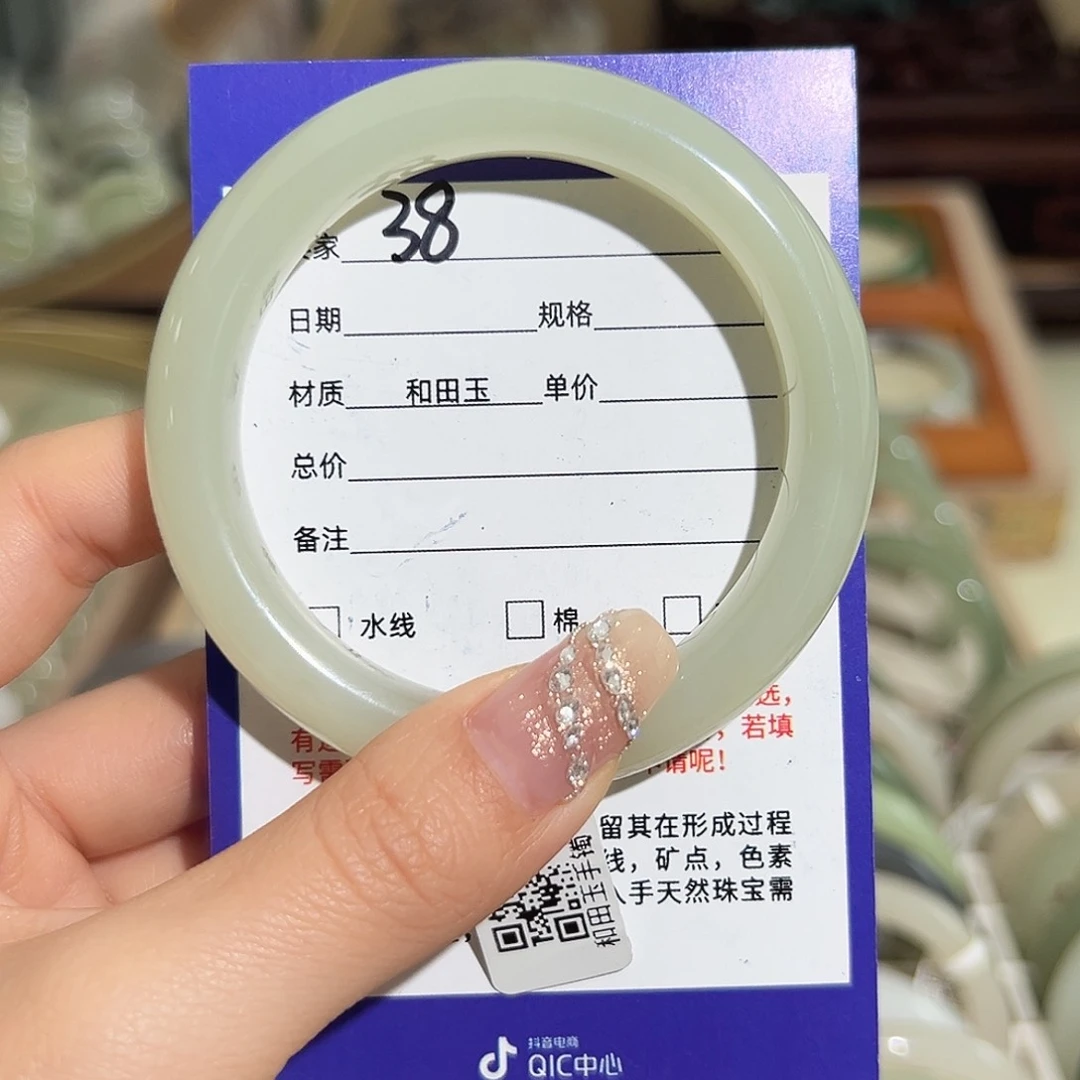 家 38
日期 规格
材质 和田玉 单价
总价
备注
水线 棉
选，
有 ，若填
写需 请呢！
留其在形成过程
线，矿点，色素
入手天然珠宝需
和田玉手镯
抖音电商
QIC中心